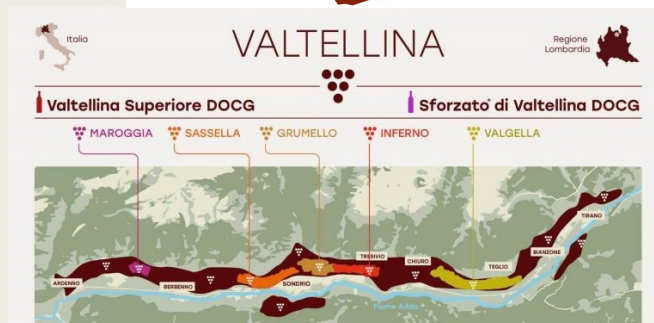 Italia
VALTELLINA
Regione
Lombardia
Valtellina Superiore DOCG
Sforzato di Valtellina DOCG
MAROGGIA
SASSELLA
GRUMELLO
INFERNO
VALGELLA
TIRANO
BIANZONE
TRESIVIO
CHIURO
TEGLIO
ARDENNO
BERBENNO
SONDRIO
Fiume Adda